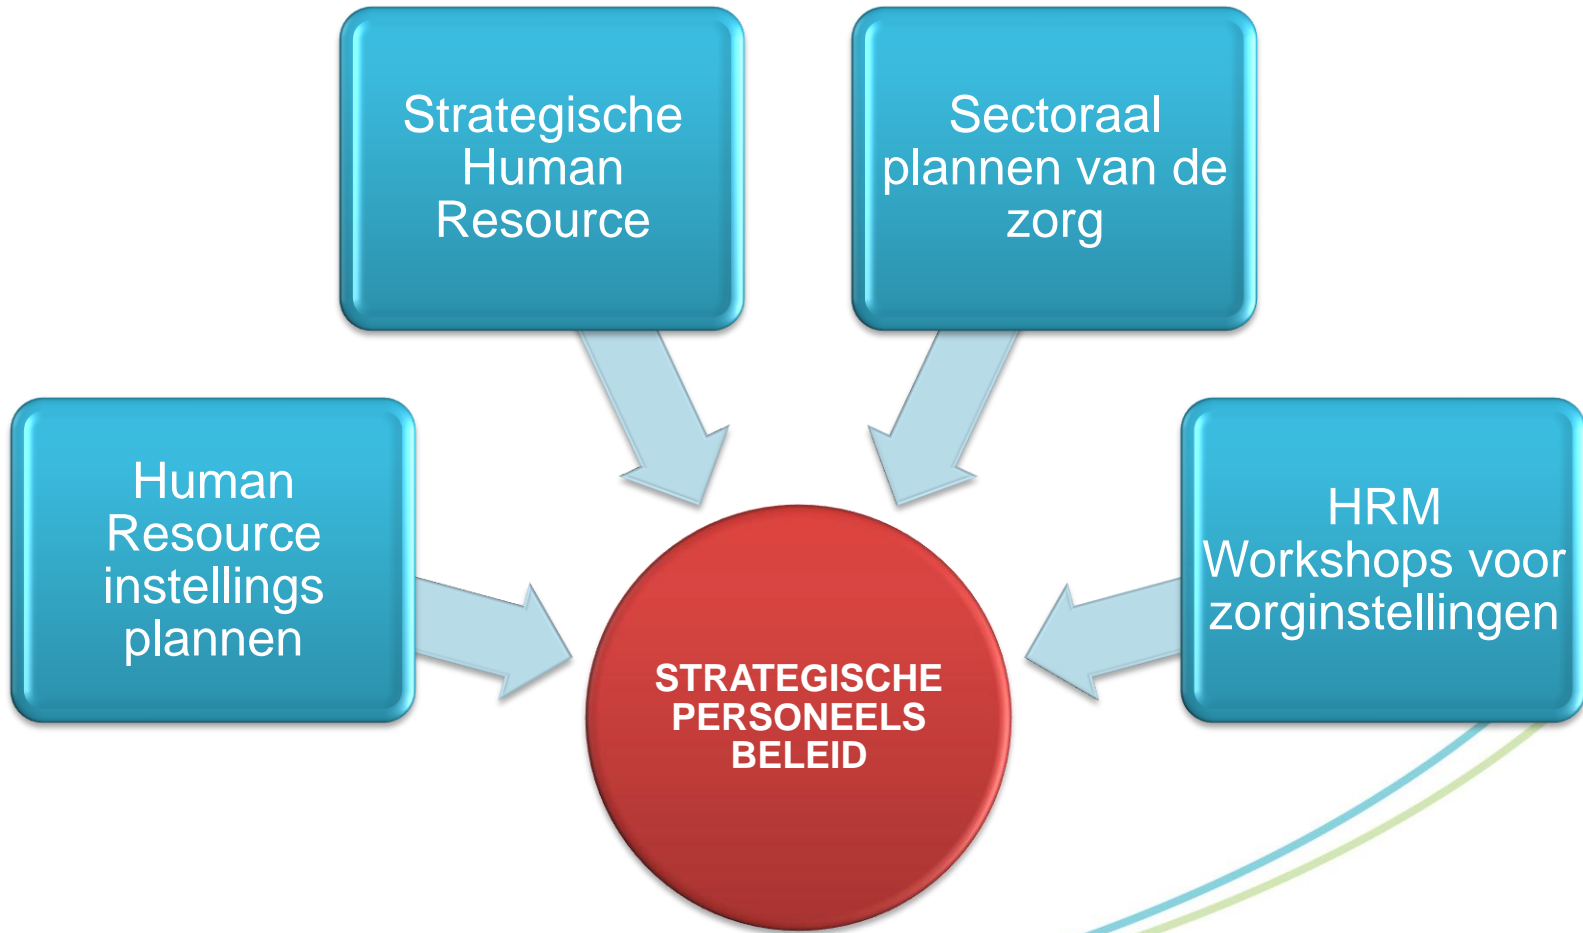 Strategische
Human
Resource
Sectoraal
plannen van de
zorg
Human
Resource
instellings
plannen
HRM
Workshops voor
zorginstellingen
STRATEGISCHE
PERSONEELS
BELEID